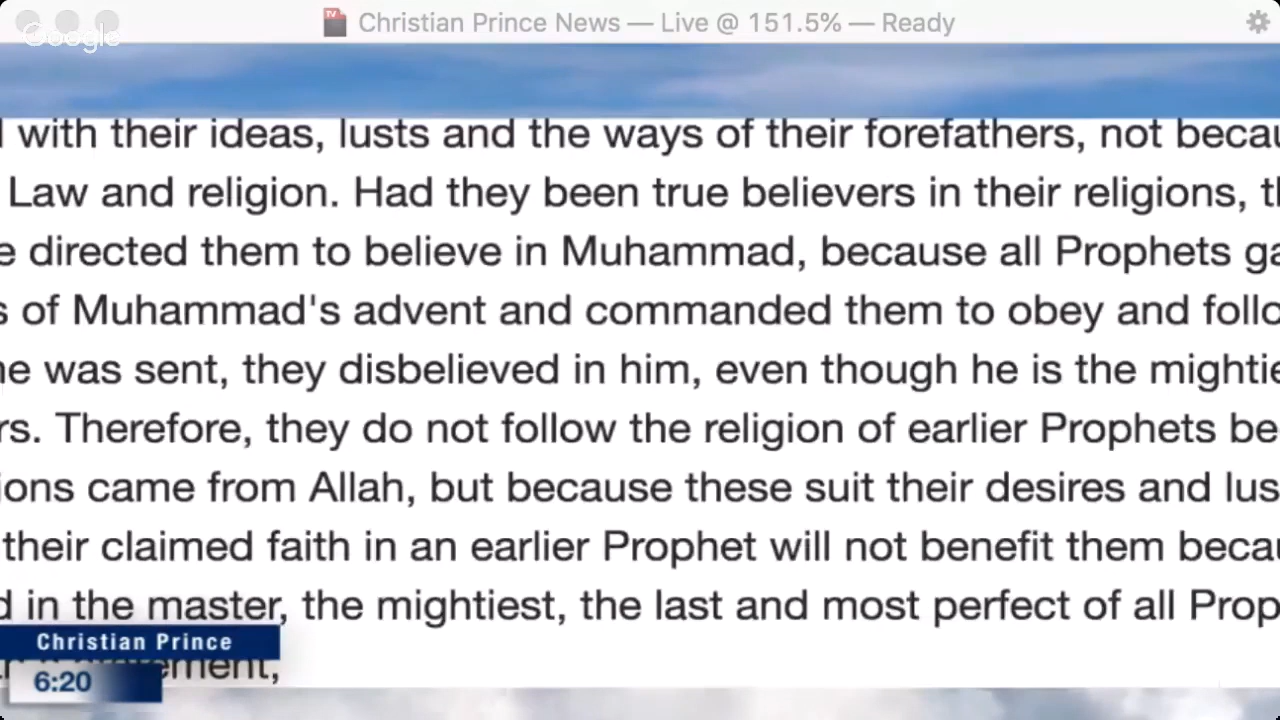 Christian Prince News — Live @ 151.5% — Ready
Google
with their ideas, lusts and the ways of their forefathers, not becau
Law and religion. Had they been true believers in their religions, th
e directed them to believe in Muhammad, because all Prophets ga
s of Muhammad's advent and commanded them to obey and follo
ne was sent, they disbelieved in him, even though he is the mightie
rs. Therefore, they do not follow the religion of earlier Prophets be
ions came from Allah, but because these suit their desires and lus
their claimed faith in an earlier Prophet will not benefit them becau
d in the master, the mightiest, the last and most perfect of all Prop
Christian Prince
6:20